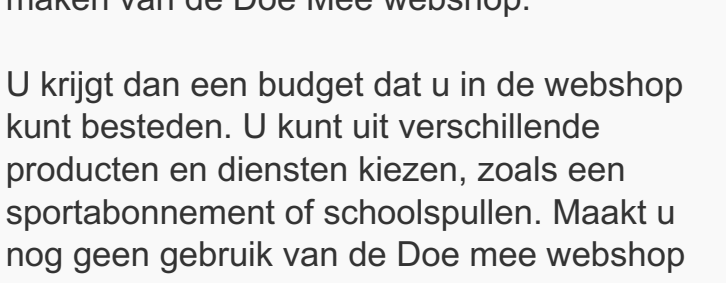 maken van de Doe Mee webshop.
U krijgt dan een budget dat u in de webshop
kunt besteden. U kunt uit verschillende
producten en diensten kiezen, zoals een
sportabonnement of schoolspullen. Maakt u
nog geen gebruik van de Doe mee webshop